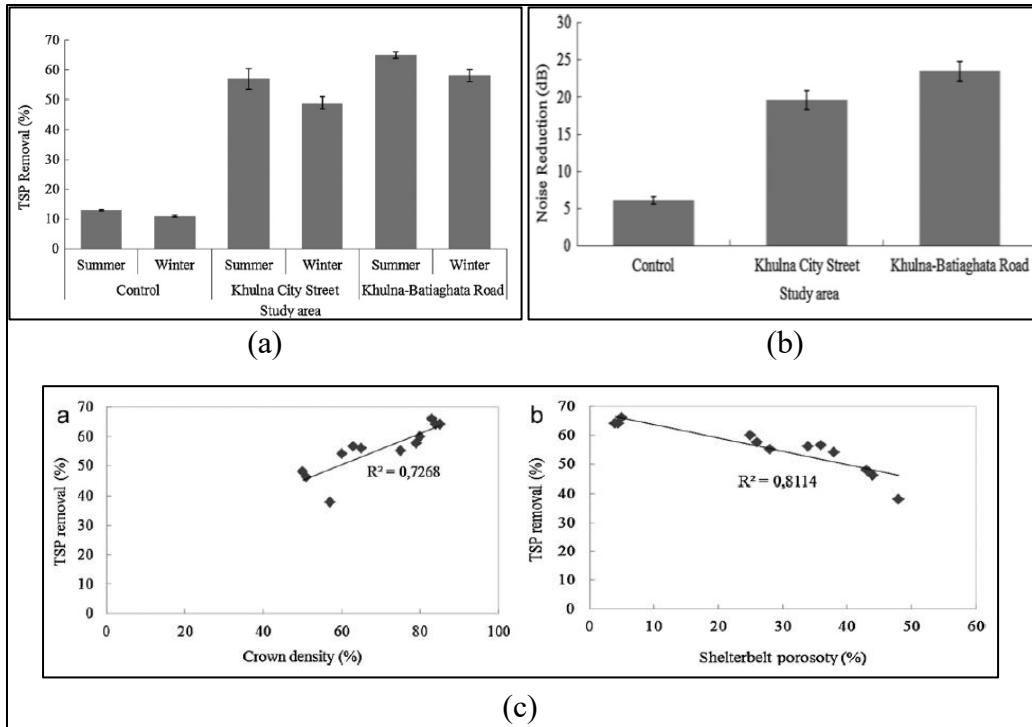 TSP Removal (%)
70
60
50
40
30
20
10
0
Summer Winter Summer Winter Summer Winter
Control Khulna City Street Khulna-Batiaghata Road
Study area
(a)
Noise Reduction (dB)
30
25
20
15
10
5
0
Control Khulna City Street Khulna-Batiaghata Road
Study area
(b)
a
TSP removal (%)
70
60
50
40
30
20
10
0
R² = 0,7268
0 20 40 60 80 100
Crown density (%)
b
TSP removal (%)
70
60
50
40
30
20
10
0
R² = 0,8114
0 10 20 30 40 50 60
Shelterbelt porosoty (%)
(c)